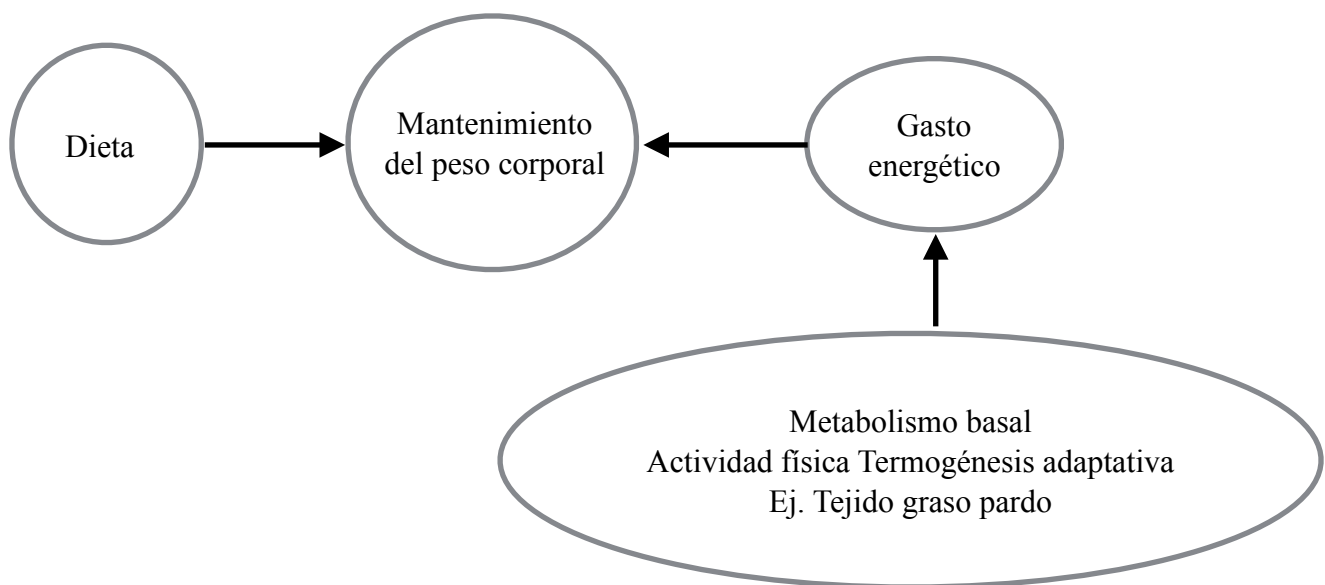 Dieta
Mantenimiento
del peso corporal
Gasto
energético
Metabolismo basal
Actividad física Termogénesis adaptativa
Ej. Tejido graso pardo